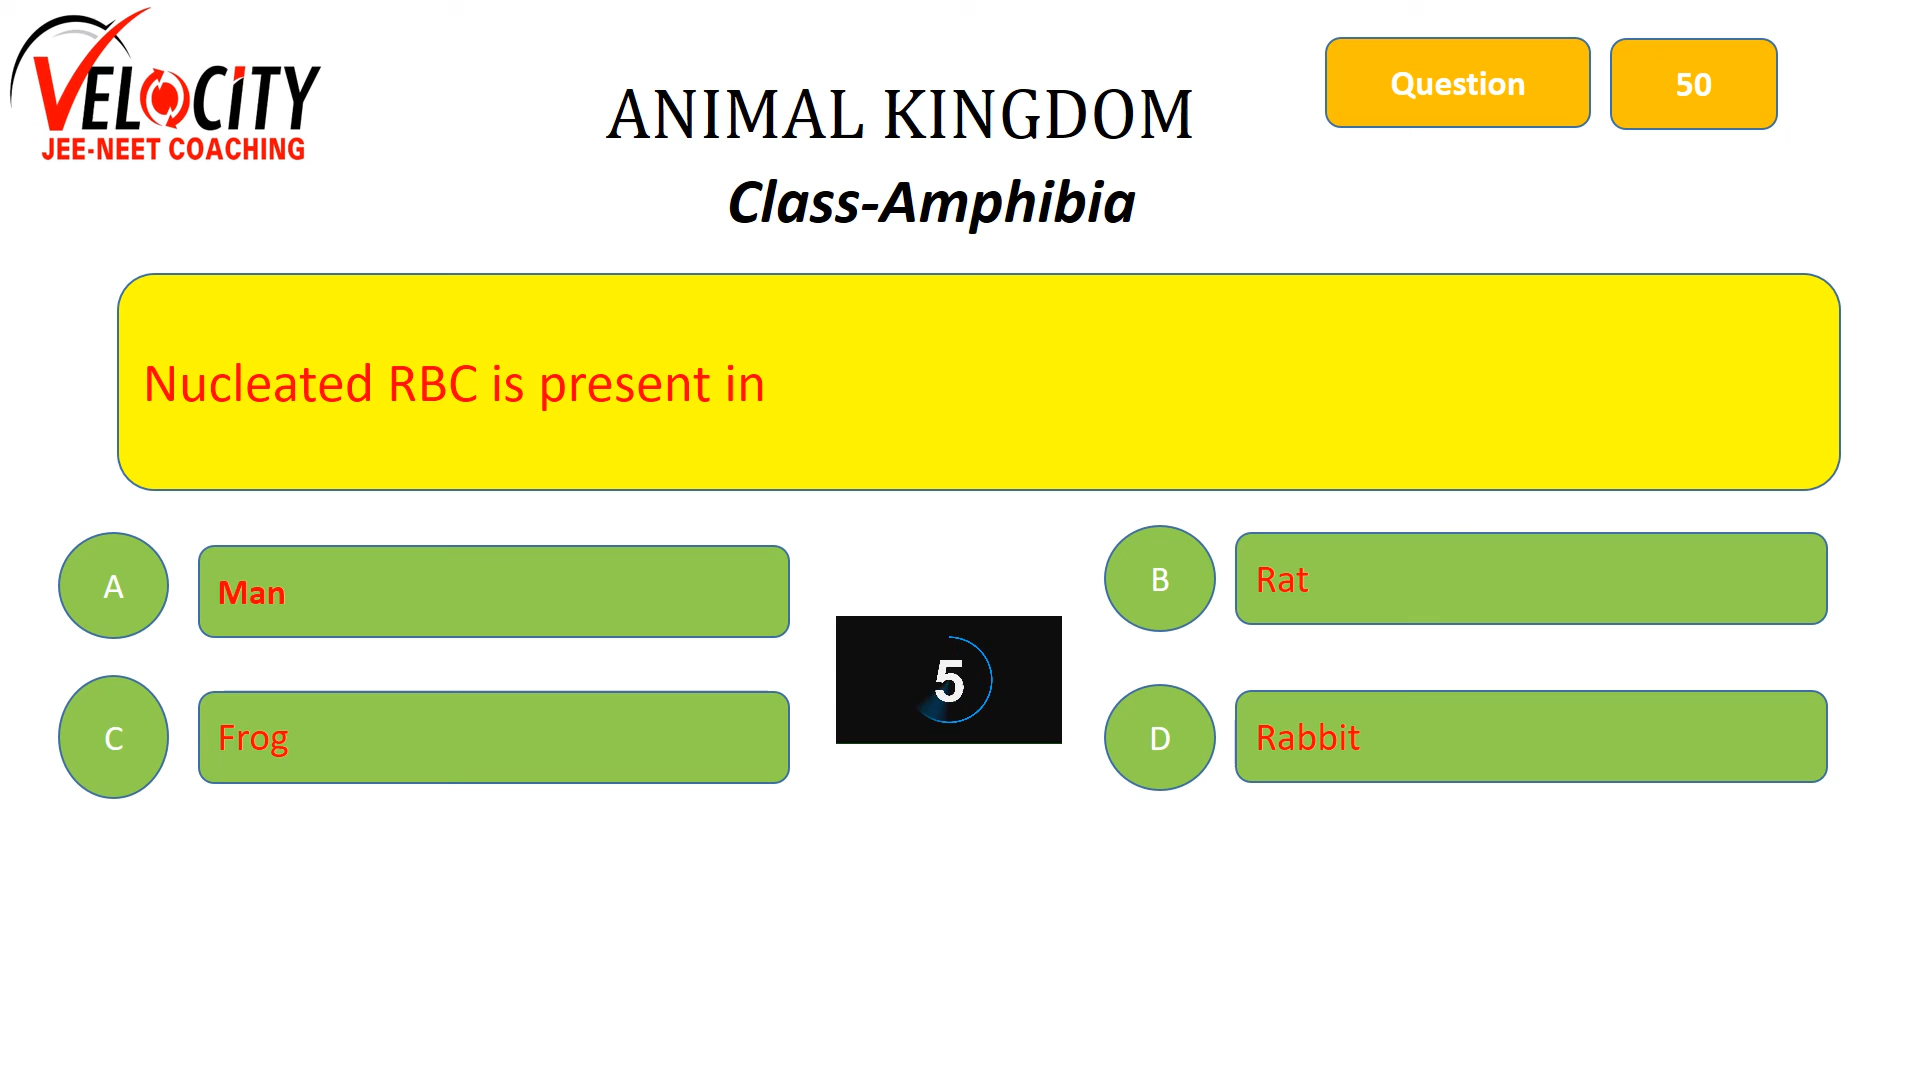 VELOCITY
JEE-NEET COACHING
ANIMAL KINGDOM
Class-Amphibia
Question
50
Nucleated RBC is present in
A
Man
B
Rat
5
C
Frog
D
Rabbit